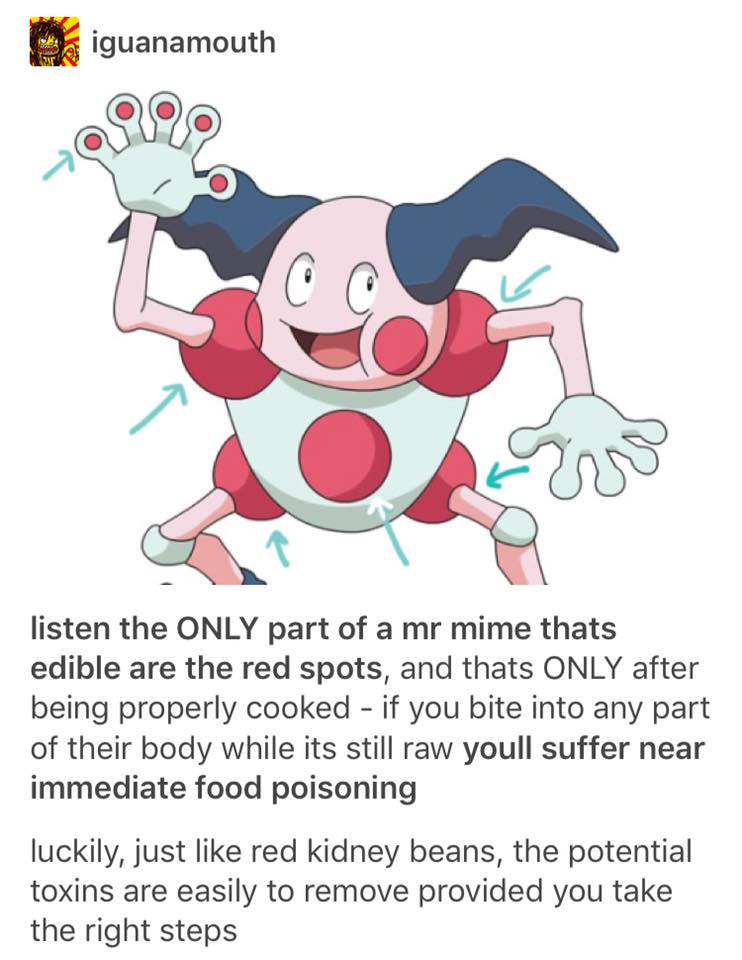 iguanamouth
listen the ONLY part of a mr mime thats
edible are the red spots, and thats ONLY after
being properly cooked - if you bite into any part
of their body while its still raw youll suffer near
immediate food poisoning
luckily, just like red kidney beans, the potential
toxins are easily to remove provided you take
the right steps